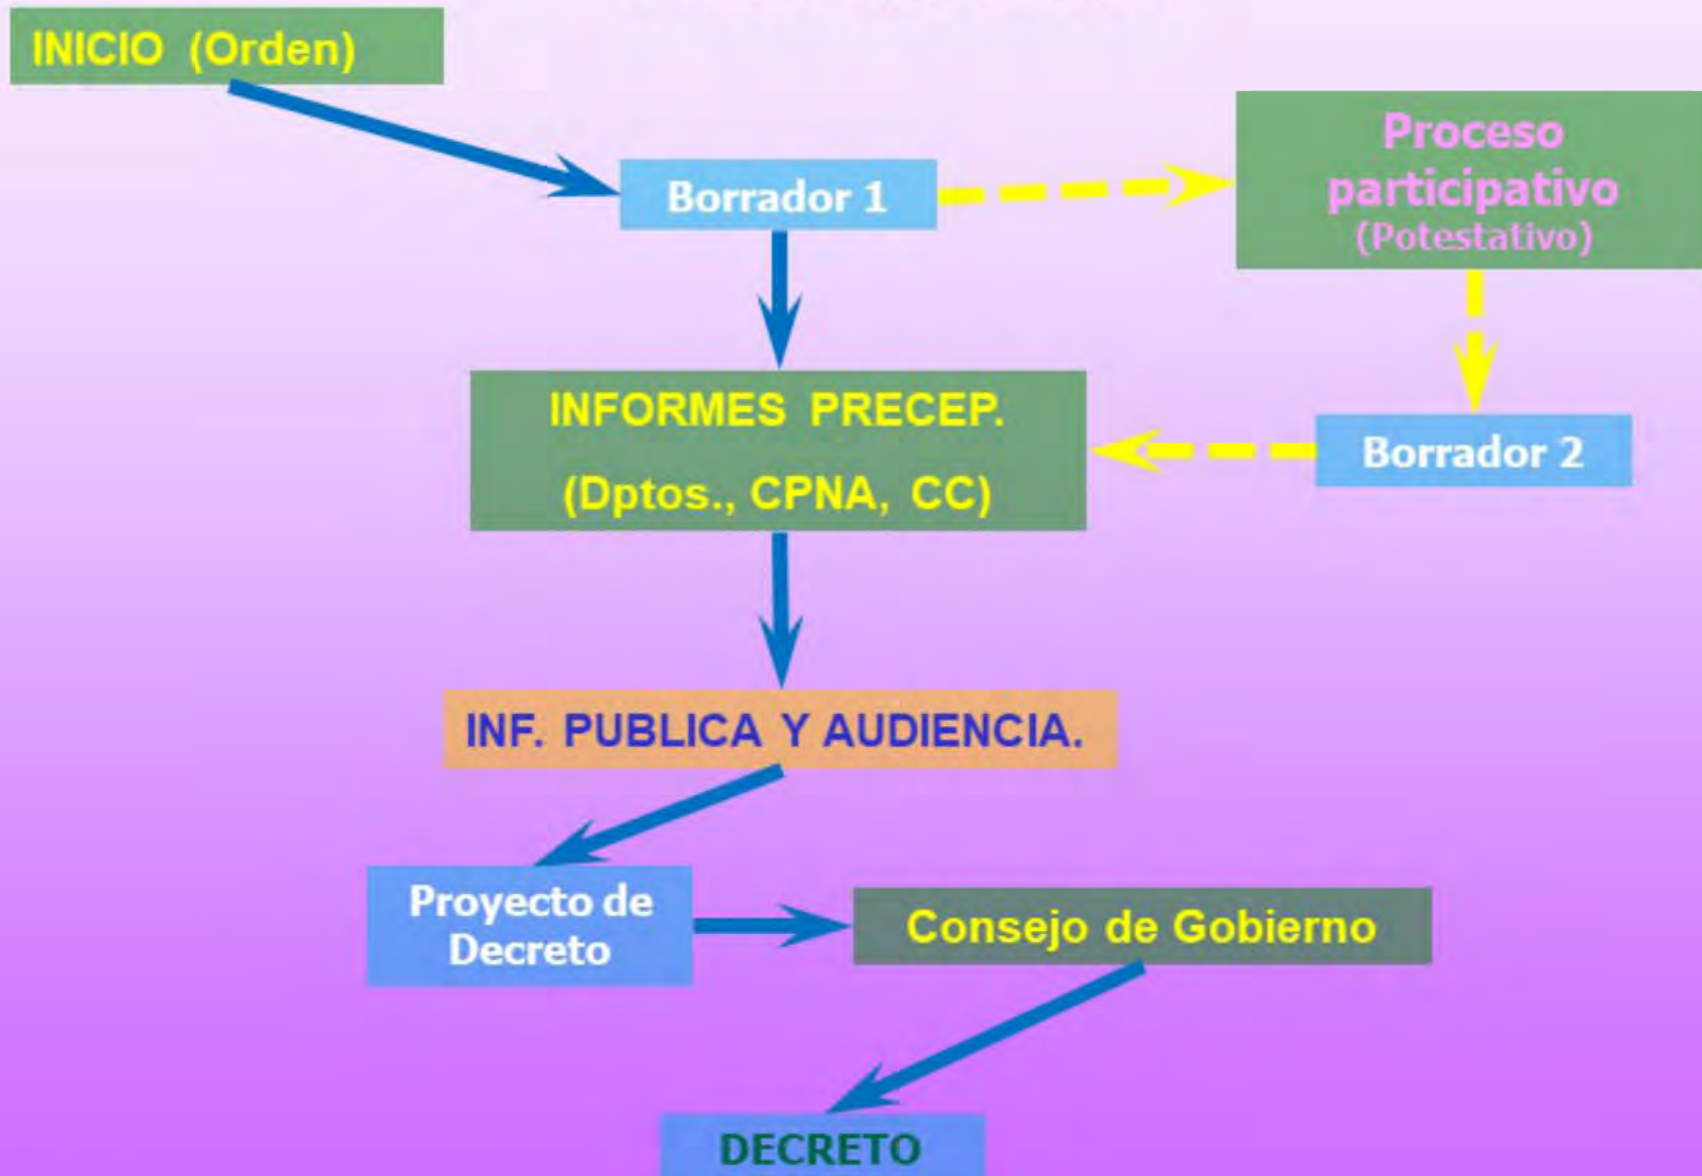 INICIO (Orden)
Borrador 1
Proceso
participativo
(Potestativo)
INFORMES PRECEP.
(Dptos., CPNA, CC)
Borrador 2
INF. PUBLICA Y AUDIENCIA.
Proyecto de
Decreto
Consejo de Gobierno
DECRETO